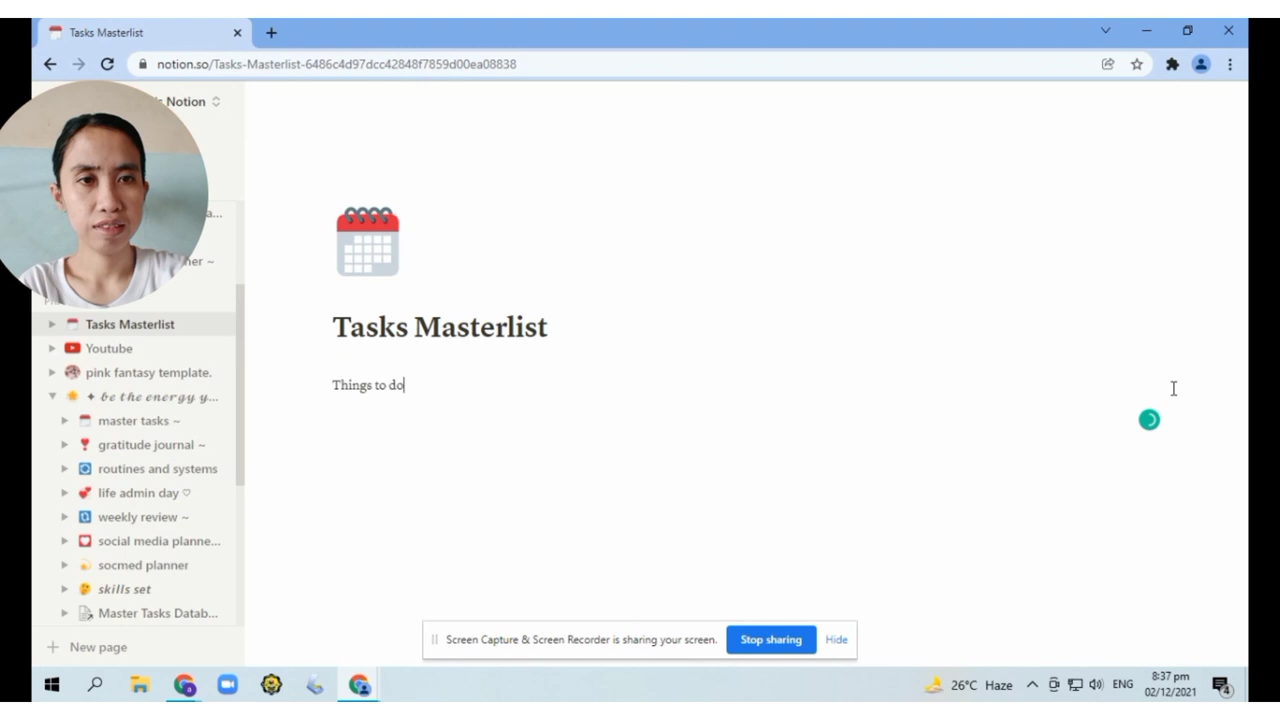 Tasks Masterlist
notion.so/Tasks-Masterlist-6486c4d97dcc42848f7859d00ea08838
Notion
a...
her ~
Tasks Masterlist
Youtube
pink fantasy template.
✦ 𝓫𝓮 𝓽𝓱𝓮 𝓮𝓷𝓮𝓻𝓰𝔂 𝔂...
master tasks ~
gratitude journal ~
routines and systems
life admin day ♡
weekly review ~
social media planne...
socmed planner
skills set
Master Tasks Datab...
New page
Tasks Masterlist
Things to do
Screen Capture & Screen Recorder is sharing your screen.
Stop sharing
Hide
26°C Haze
ENG
8:37 pm
02/12/2021
4